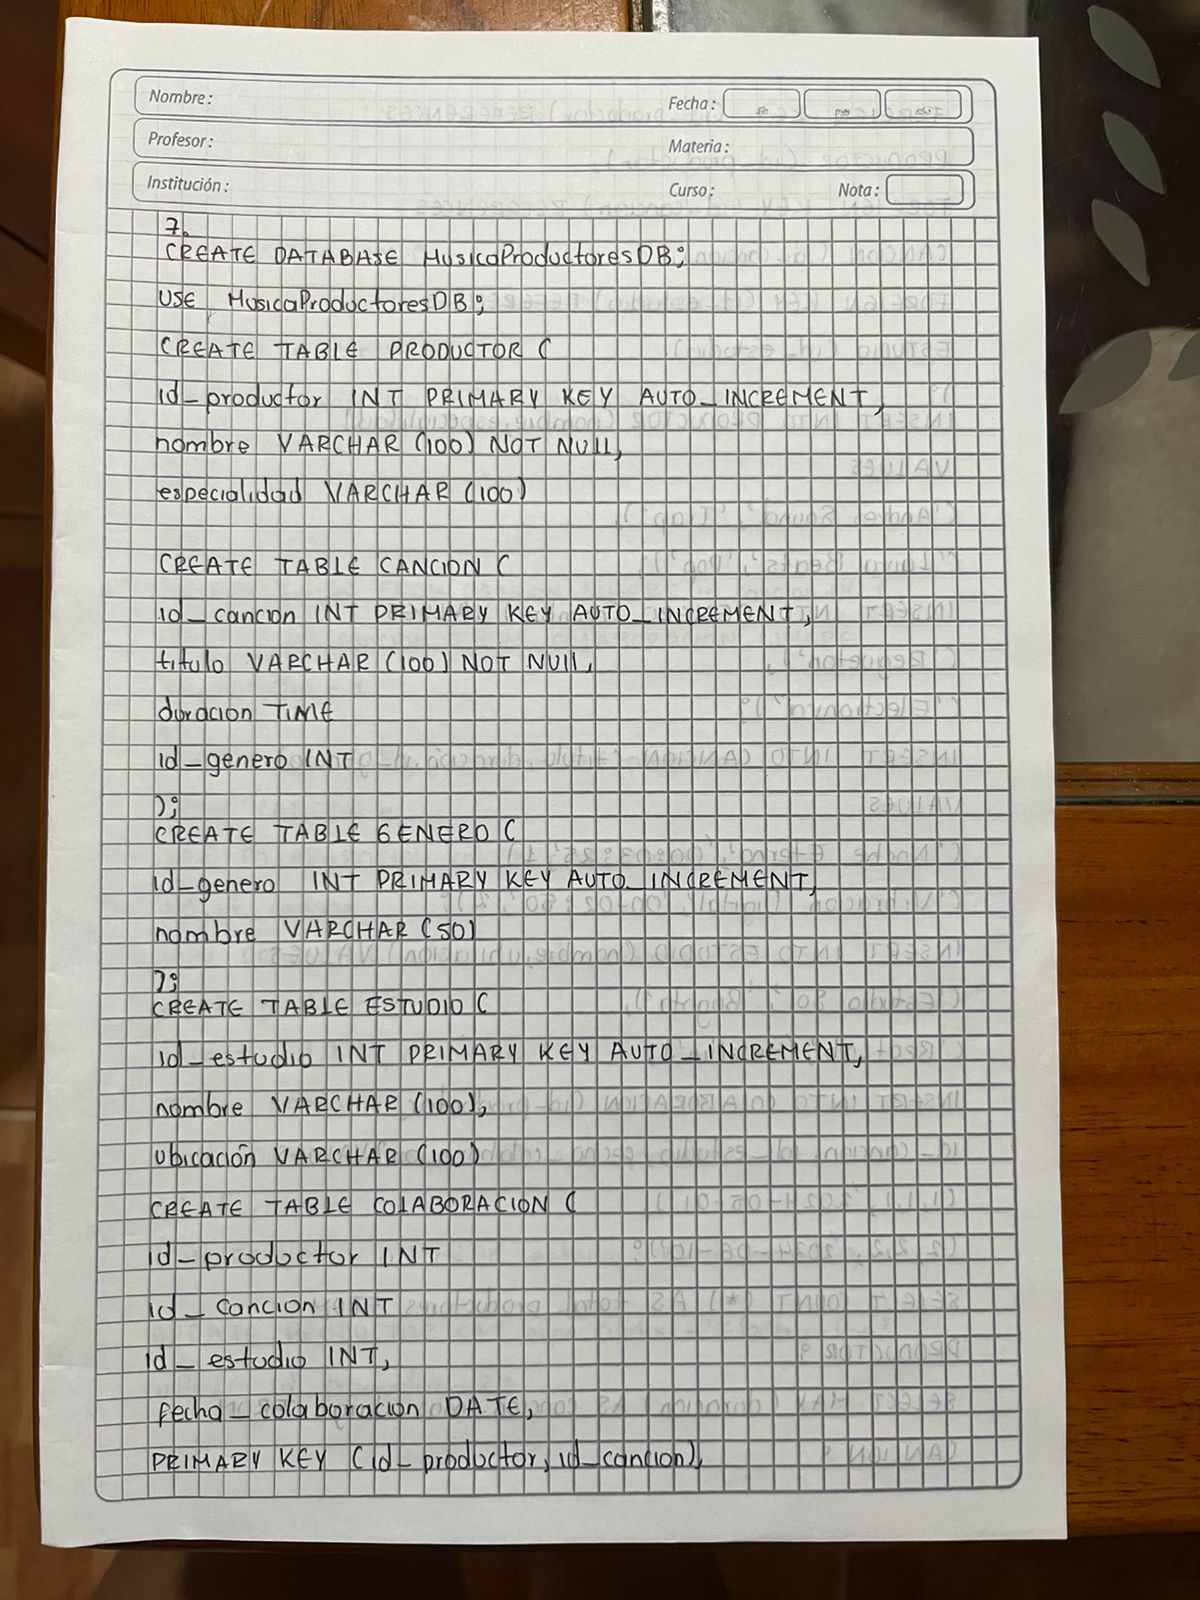 Nombre:
Fecha: día mes año
Profesor:
Materia:
Institución:
Curso:
Nota:
7.
CREATE DATABASE MusicaProductoresDB;
USE MusicaProductoresDB;
CREATE TABLE PRODUCTOR (
id_productor INT PRIMARY KEY AUTO_INCREMENT,
nombre VARCHAR (100) NOT NULL,
especialidad VARCHAR (100)
CREATE TABLE CANCION (
id_cancion INT PRIMARY KEY AUTO_INCREMENT,
titulo VARCHAR (100) NOT NULL,
duracion TIME
id_genero INT
);
CREATE TABLE GENERO (
id_genero INT PRIMARY KEY AUTO_INCREMENT,
nombre VARCHAR (50)
);
CREATE TABLE ESTUDIO (
id_estudio INT PRIMARY KEY AUTO_INCREMENT,
nombre VARCHAR (100),
ubicación VARCHAR (100)
CREATE TABLE COLABORACION (
id_productor INT
id_cancion INT
id_estudio INT,
fecha_colaboracion DATE,
PRIMARY KEY (id_productor, id_cancion),